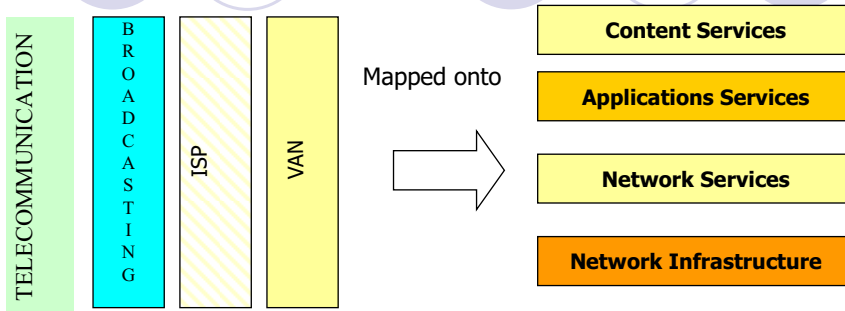 TELECOMMUNICATION
BROADCASTING
ISP
VAN
Mapped onto
Content Services
Applications Services
Network Services
Network Infrastructure